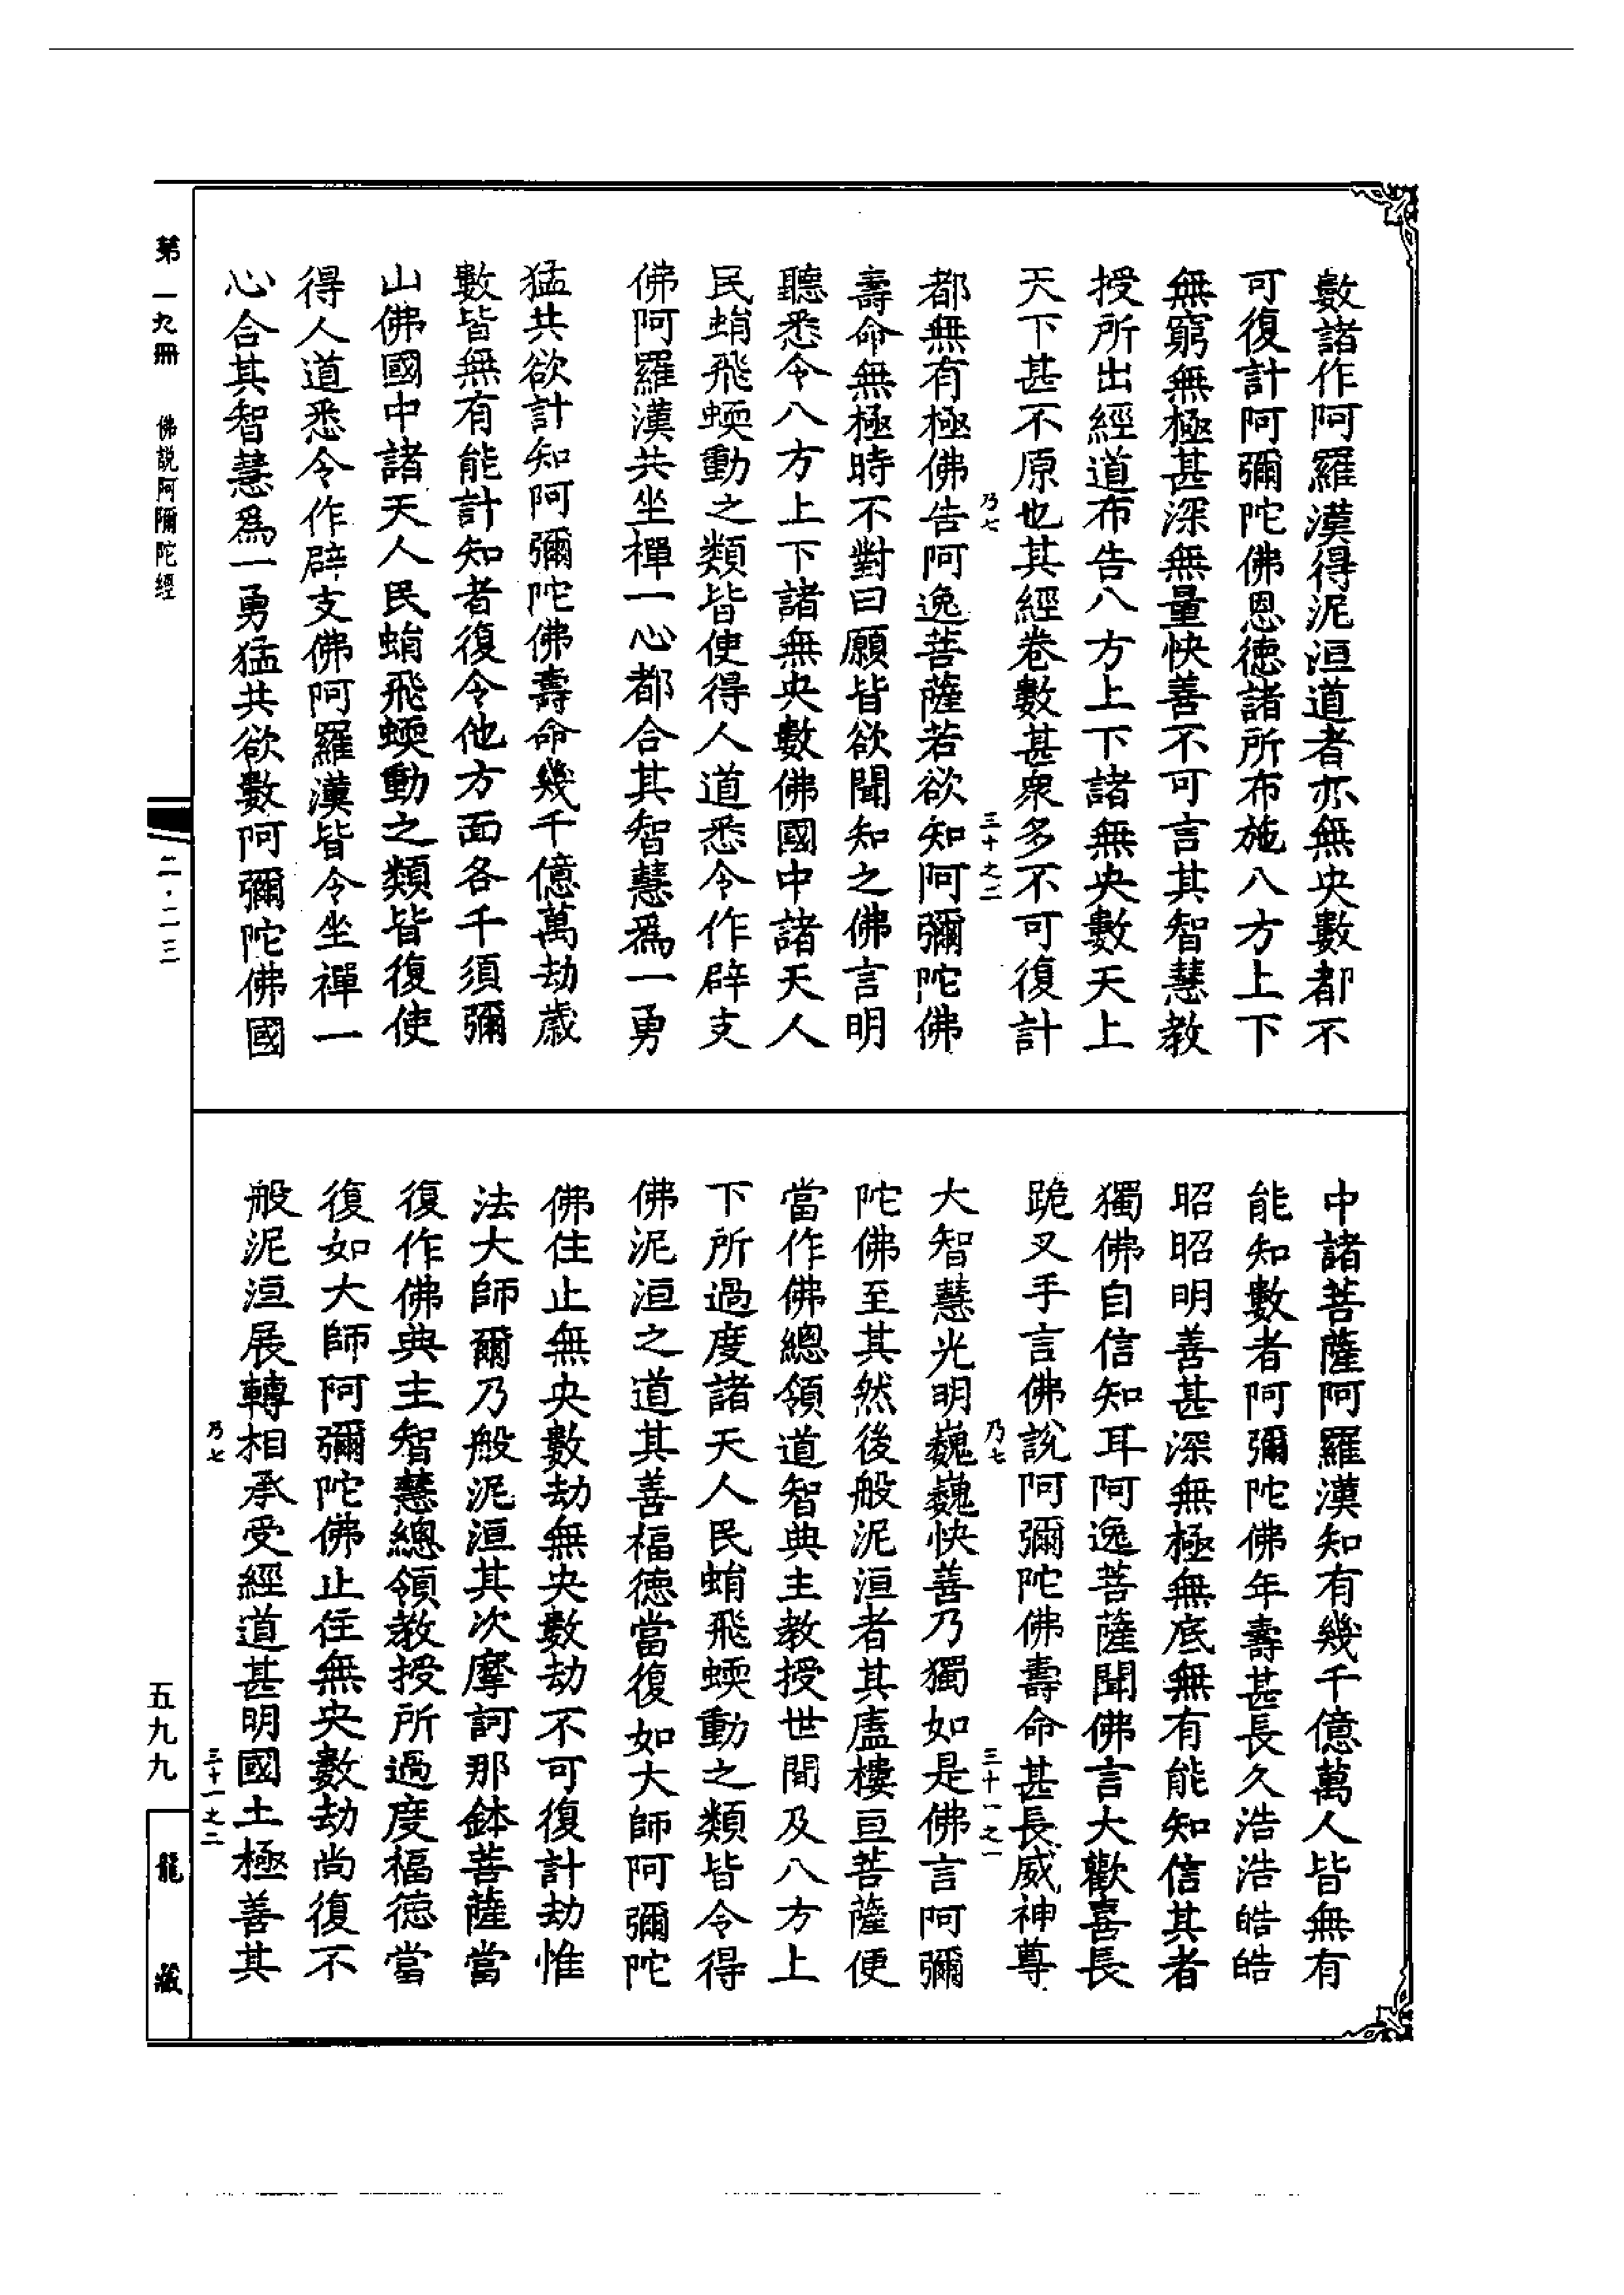 數諸作阿羅漢得泥洹道者亦無央數都不
可復計阿彌陀佛恩德諸所布施八方上下
無窮無極甚深無量快善不可言其智慧教
授所出經道布告八方上下諸無央數天上
天下甚不原也其經卷數甚衆多不可復計
乃七 三十之二
都無有極佛告阿逸菩薩若欲知阿彌陀佛
壽命無極時不對曰願皆欲聞知之佛言明
聽悉令八方上下諸無央數佛國中諸天人
民蜎飛蝡動之類皆使得人道悉令作辟支
佛阿羅漢共坐禪一心都合其智慧爲一勇
猛共欲計知阿彌陀佛壽命幾千億萬劫歲
數皆無有能計知者復令他方面各千須彌
山佛國中諸天人民蜎飛蝡動之類皆復使
得人道悉令作辟支佛阿羅漢皆令坐禪一
心合其智慧爲一勇猛共欲數阿彌陀佛國
中諸菩薩阿羅漢知有幾千億萬人皆無有
能知數者阿彌陀佛年壽甚長久浩浩皓皓
昭昭明善甚深無極無底無有能知信其者
獨佛自信知耳阿逸菩薩聞佛言大歡喜長
跪叉手言佛說阿彌陀佛壽命甚長威神尊
乃七 三十一之一
大智慧光明巍巍快善乃獨如是佛言阿彌
陀佛至其然後般泥洹者其盧樓亘菩薩便
當作佛總領道智典主教授世間及八方上
下所過度諸天人民蜎飛蝡動之類皆令得
佛泥洹之道其善福德當復如大師阿彌陀
佛住止無央數劫無央數劫不可復計劫惟
法大師爾乃般泥洹其次摩訶那鉢菩薩當
復作佛典主智慧總領教授所過度福德當
復如大師阿彌陀佛止住無央數劫尚復不
般泥洹展轉相承受經道甚明國土極善其
乃七 三十一之二
第一九冊 佛説阿彌陀經
二·二三
五九九
龍藏